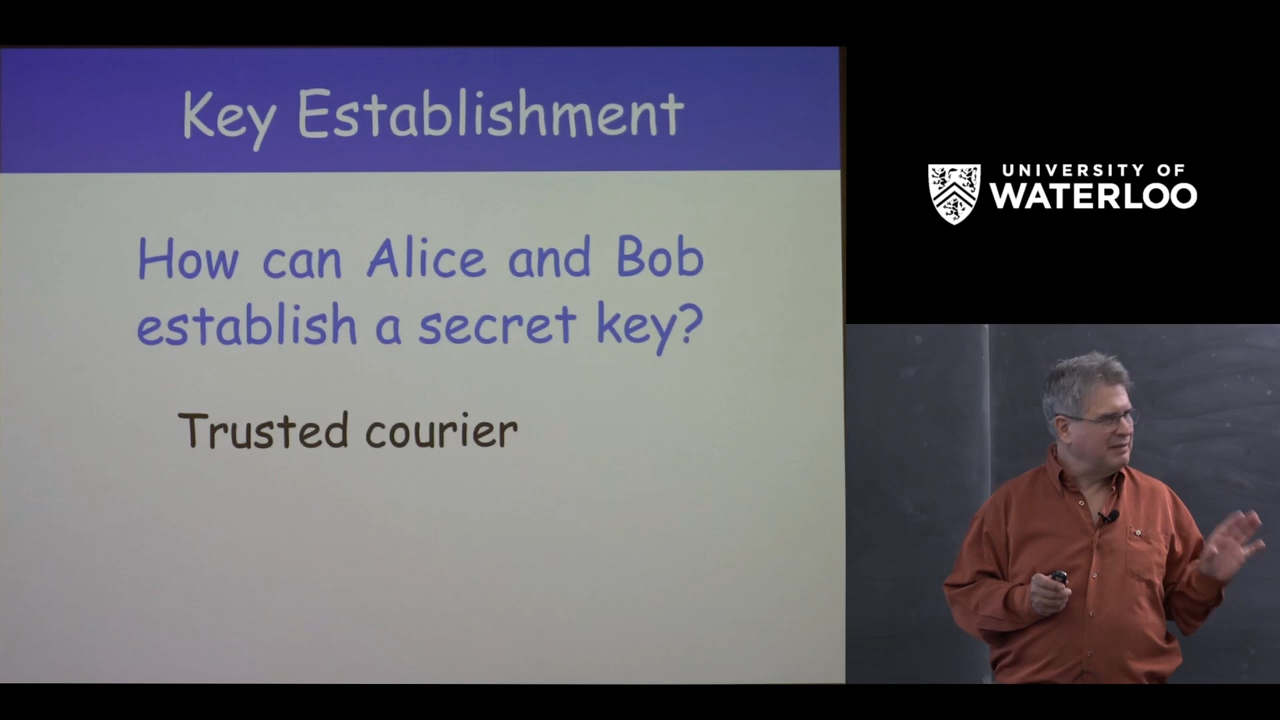 Key Establishment
How can Alice and Bob
establish a secret key?
Trusted courier
UNIVERSITY OF
WATERLOO